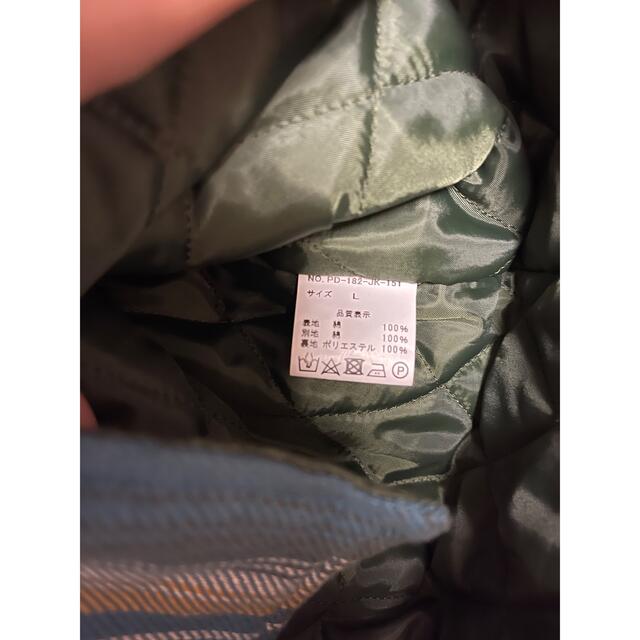 NO. PD-182-JK-151
サイズ L
品質表示
表地 綿 100%
別地 綿 100%
裏地 ポリエステル 100%
P